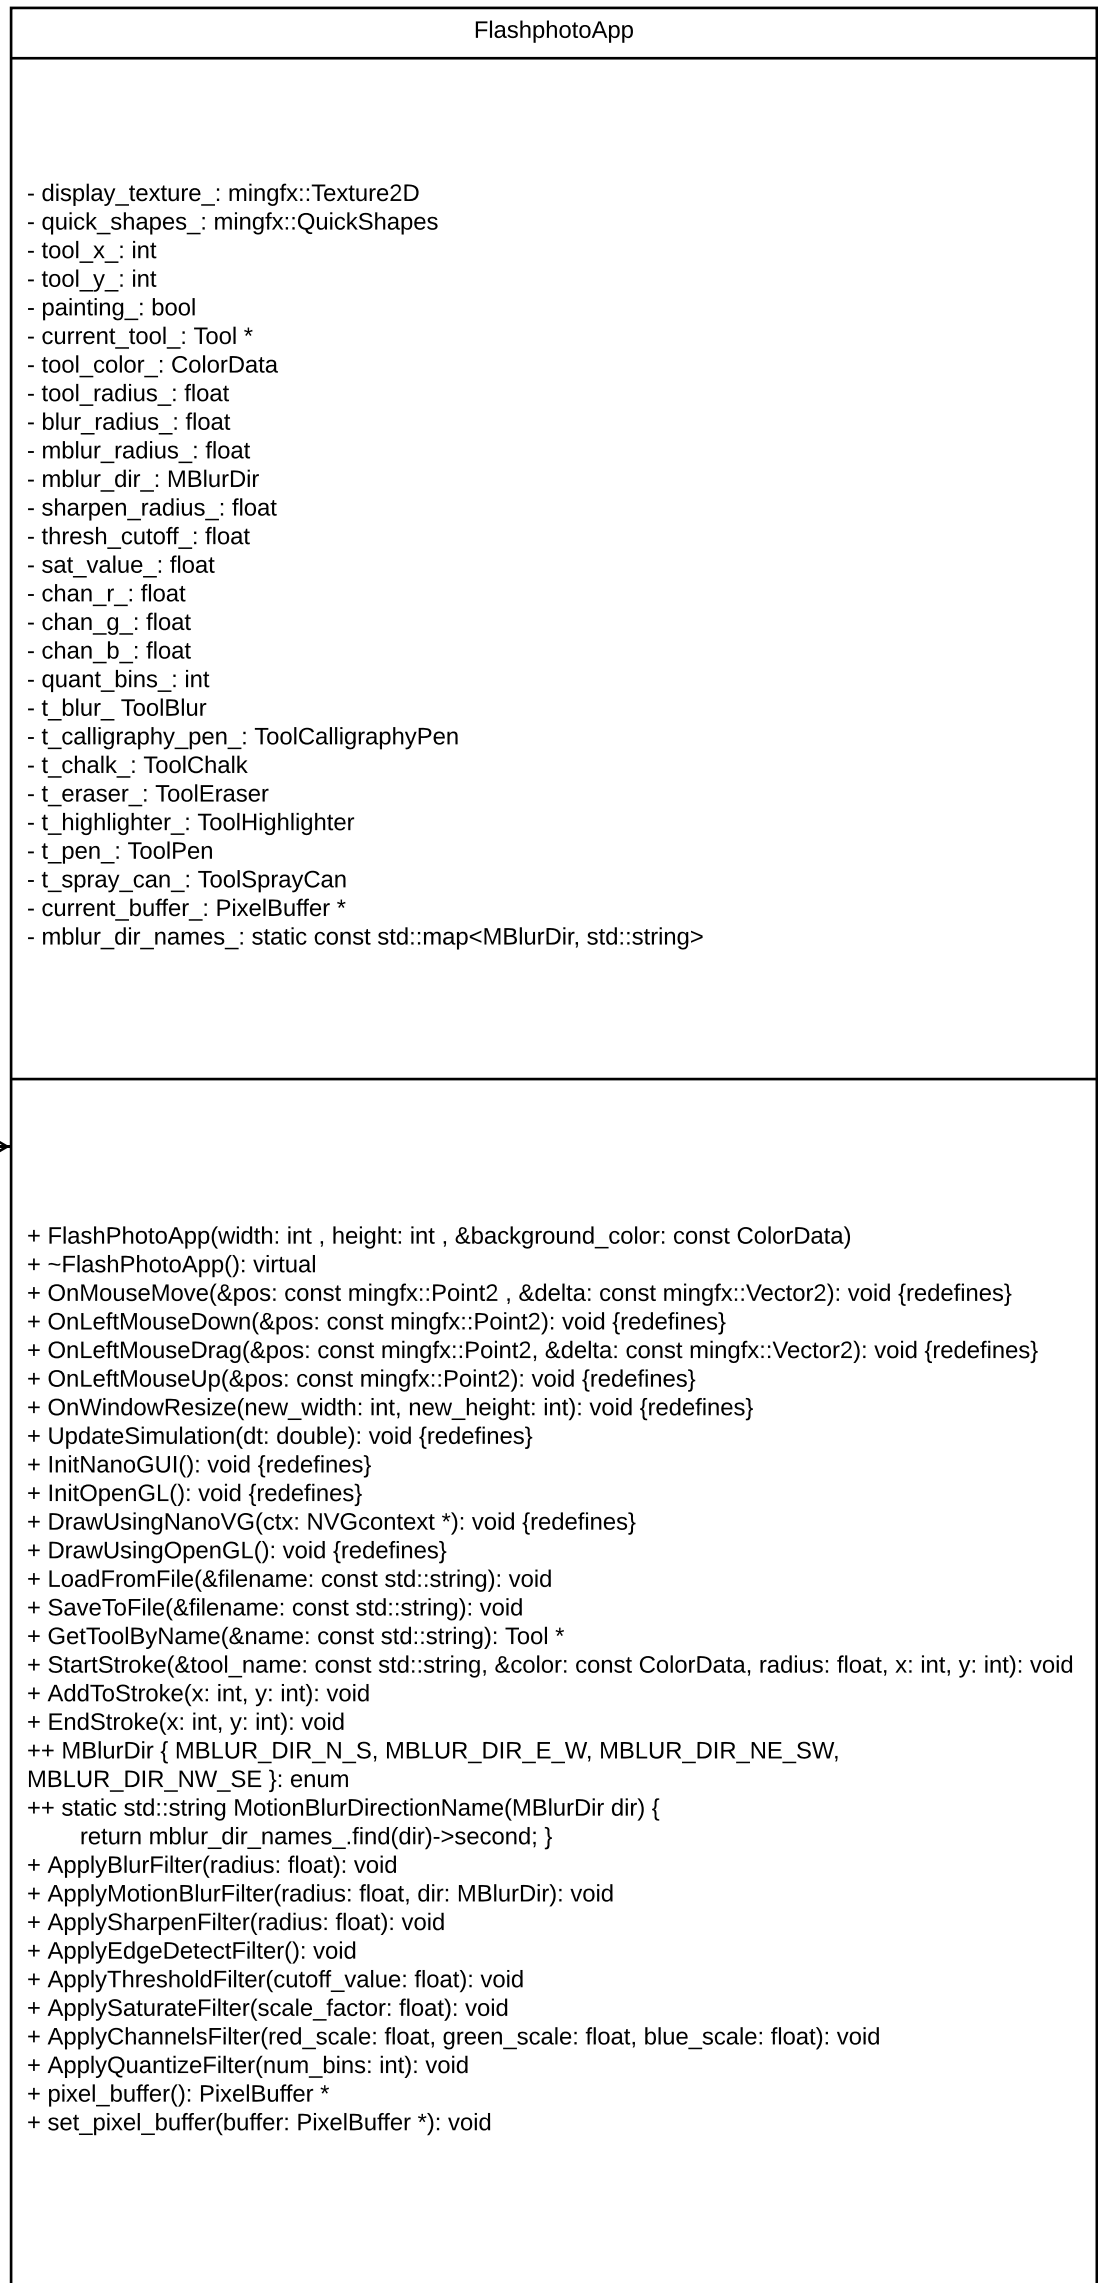 FlashphotoApp
- display_texture_: mingfx::Texture2D
- quick_shapes_: mingfx::QuickShapes
- tool_x_: int
- tool_y_: int
- painting_: bool
- current_tool_: Tool *
- tool_color_: ColorData
- tool_radius_: float
- blur_radius_: float
- mblur_radius_: float
- mblur_dir_: MBlurDir
- sharpen_radius_: float
- thresh_cutoff_: float
- sat_value_: float
- chan_r_: float
- chan_g_: float
- chan_b_: float
- quant_bins_: int
- t_blur_ ToolBlur
- t_calligraphy_pen_: ToolCalligraphyPen
- t_chalk_: ToolChalk
- t_eraser_: ToolEraser
- t_highlighter_: ToolHighlighter
- t_pen_: ToolPen
- t_spray_can_: ToolSprayCan
- current_buffer_: PixelBuffer *
- mblur_dir_names_: static const std::map<MBlurDir, std::string>
+ FlashPhotoApp(width: int , height: int , &background_color: const ColorData)
+ ~FlashPhotoApp(): virtual
+ OnMouseMove(&pos: const mingfx::Point2 , &delta: const mingfx::Vector2): void {redefines}
+ OnLeftMouseDown(&pos: const mingfx::Point2): void {redefines}
+ OnLeftMouseDrag(&pos: const mingfx::Point2, &delta: const mingfx::Vector2): void {redefines}
+ OnLeftMouseUp(&pos: const mingfx::Point2): void {redefines}
+ OnWindowResize(new_width: int, new_height: int): void {redefines}
+ UpdateSimulation(dt: double): void {redefines}
+ InitNanoGUI(): void {redefines}
+ InitOpenGL(): void {redefines}
+ DrawUsingNanoVG(ctx: NVGcontext *): void {redefines}
+ DrawUsingOpenGL(): void {redefines}
+ LoadFromFile(&filename: const std::string): void
+ SaveToFile(&filename: const std::string): void
+ GetToolByName(&name: const std::string): Tool *
+ StartStroke(&tool_name: const std::string, &color: const ColorData, radius: float, x: int, y: int): void
+ AddToStroke(x: int, y: int): void
+ EndStroke(x: int, y: int): void
++ MBlurDir { MBLUR_DIR_N_S, MBLUR_DIR_E_W, MBLUR_DIR_NE_SW,
MBLUR_DIR_NW_SE }: enum
++ static std::string MotionBlurDirectionName(MBlurDir dir) {
return mblur_dir_names_.find(dir)->second; }
+ ApplyBlurFilter(radius: float): void
+ ApplyMotionBlurFilter(radius: float, dir: MBlurDir): void
+ ApplySharpenFilter(radius: float): void
+ ApplyEdgeDetectFilter(): void
+ ApplyThresholdFilter(cutoff_value: float): void
+ ApplySaturateFilter(scale_factor: float): void
+ ApplyChannelsFilter(red_scale: float, green_scale: float, blue_scale: float): void
+ ApplyQuantizeFilter(num_bins: int): void
+ pixel_buffer(): PixelBuffer *
+ set_pixel_buffer(buffer: PixelBuffer *): void